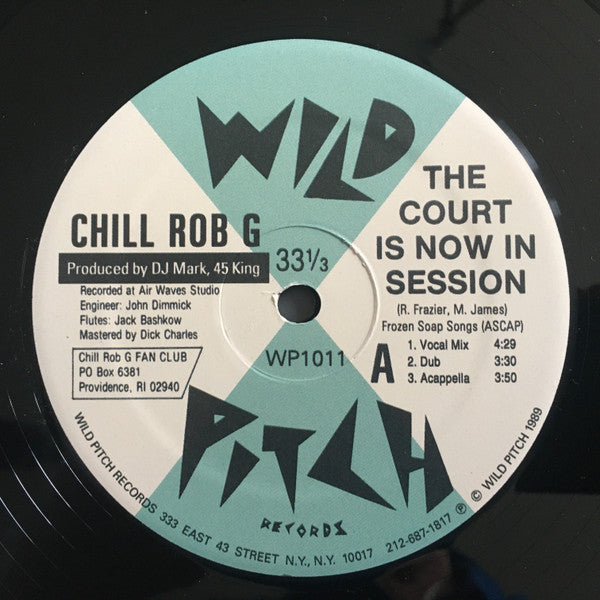 WILD
PITCH
RECORDS
CHILL ROB G
Produced by DJ Mark, 45 King
Recorded at Air Waves Studio
Engineer: John Dimmick
Flutes: Jack Bashkow
Mastered by Dick Charles
Chill Rob G FAN CLUB
PO Box 6381
Providence, RI 02940
33 1/3
WP1011
THE
COURT
IS NOW IN
SESSION
(R. Frazier, M. James)
Frozen Soap Songs (ASCAP)
A
1. Vocal Mix 4:29
2. Dub 3:30
3. Acappella 3:50
WILD PITCH RECORDS 333 EAST 43 STREET N.Y., N.Y. 10017 212-687-1817 ℗ © WILD PITCH 1989